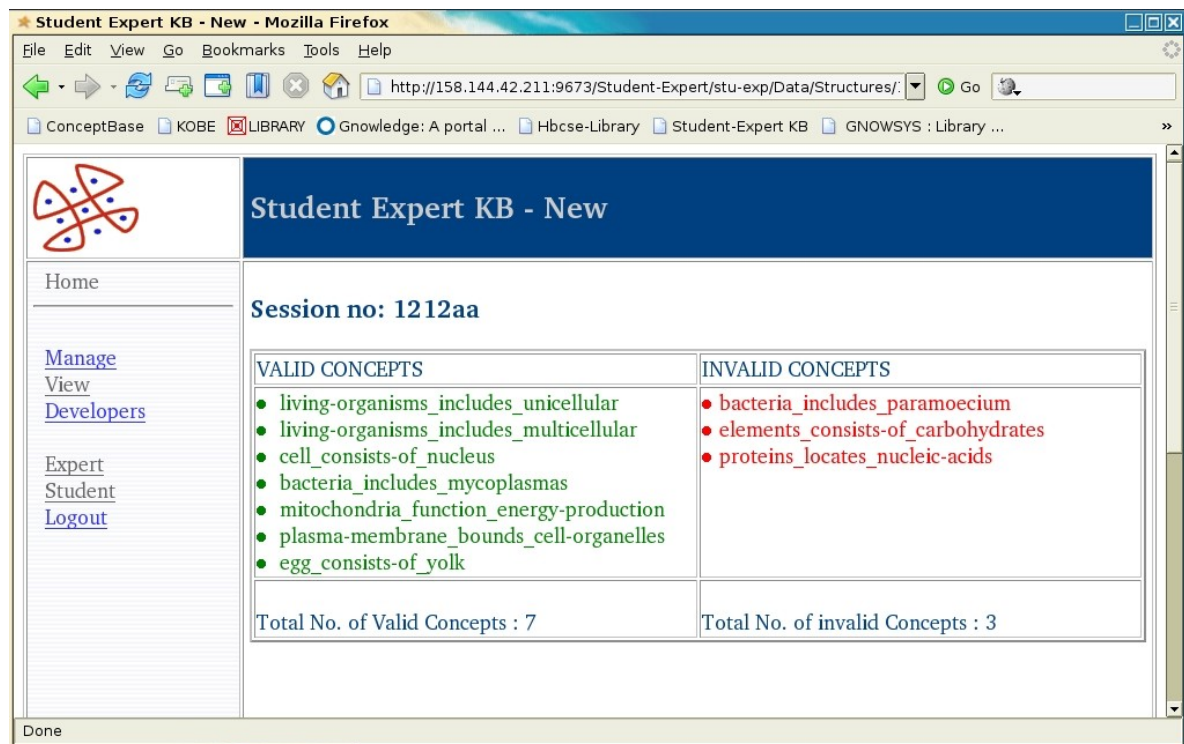 Student Expert KB - New - Mozilla Firefox
File Edit View Go Bookmarks Tools Help
http://158.144.42.211:9673/Student-Expert/stu-exp/Data/Structures/ Go
ConceptBase KOBE LIBRARY Gnowledge: A portal ... Hbcse-Library Student-Expert KB GNOWSYS : Library ... »
Student Expert KB - New
Home
Manage
View
Developers
Expert
Student
Logout
Session no: 1212aa
VALID CONCEPTS
• living-organisms_includes_unicellular
• living-organisms_includes_multicellular
• cell_consists-of_nucleus
• bacteria_includes_mycoplasmas
• mitochondria_function_energy-production
• plasma-membrane_bounds_cell-organelles
• egg_consists-of_yolk
Total No. of Valid Concepts : 7
INVALID CONCEPTS
• bacteria_includes_paramoecium
• elements_consists-of_carbohydrates
• proteins_locates_nucleic-acids
Total No. of invalid Concepts : 3
Done